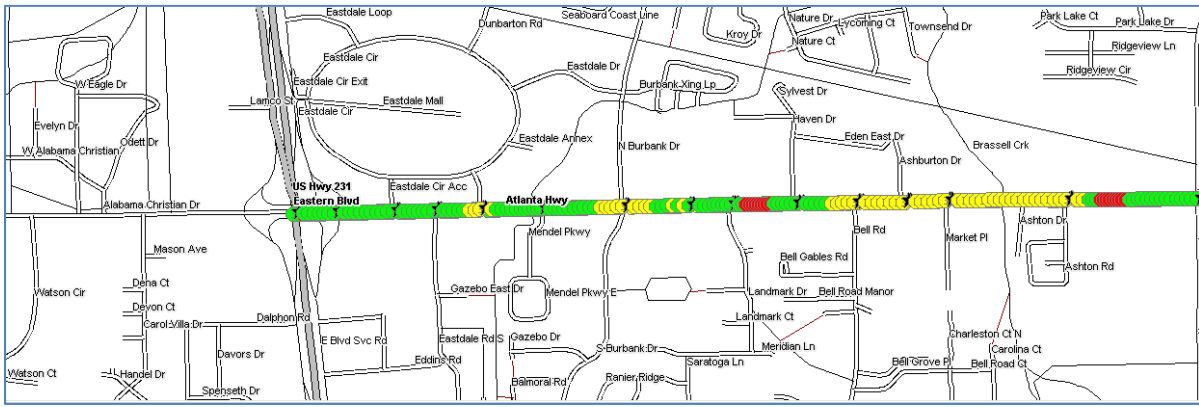 Eastdale Loop
Dunbarton Rd
Seaboard Coast Line
Kroy Dr
Nature Dr
Lycoming Ct
Townsend Dr
Park Lake Ct
Park Lake Dr
Nature Ct
Ridgeview Ln
Ridgeview Cir
Eastdale Cir
Eastdale Dr
W Eagle Dr
Eastdale Cir Exit
Burbank Xing Lp
Sylvest Dr
Lamco St
Eastdale Mall
Eastdale Cir
Haven Dr
Evelyn Dr
Odett Dr
Eastdale Annex
Eden East Dr
W Alabama Christian
N Burbank Dr
Brassell Crk
Ashburton Dr
US Hwy 231
Eastdale Cir Acc
Eastern Blvd
Atlanta Hwy
Alabama Christian Dr
Ashton Dr
Mendel Pkwy
Bell Rd
Market Pl
Mason Ave
Bell Gables Rd
Ashton Rd
Dena Ct
Watson Cir
Gazebo East Dr
Mendel Pkwy E
Landmark Dr
Bell Road Manor
Devon Ct
Dalphon Rd
Landmark Ct
Carol Villa Dr
E Blvd Svc Rd
Eastdale Rd S
Gazebo Dr
Charleston Ct N
Davors Dr
S Burbank Dr
Meridian Ln
Carolina Ct
Eddins Rd
Saratoga Ln
Bell Grove Pl
Bell Road Ct
Watson Ct
Handel Dr
Balmoral Rd
Ranier Ridge
Spenseth Dr